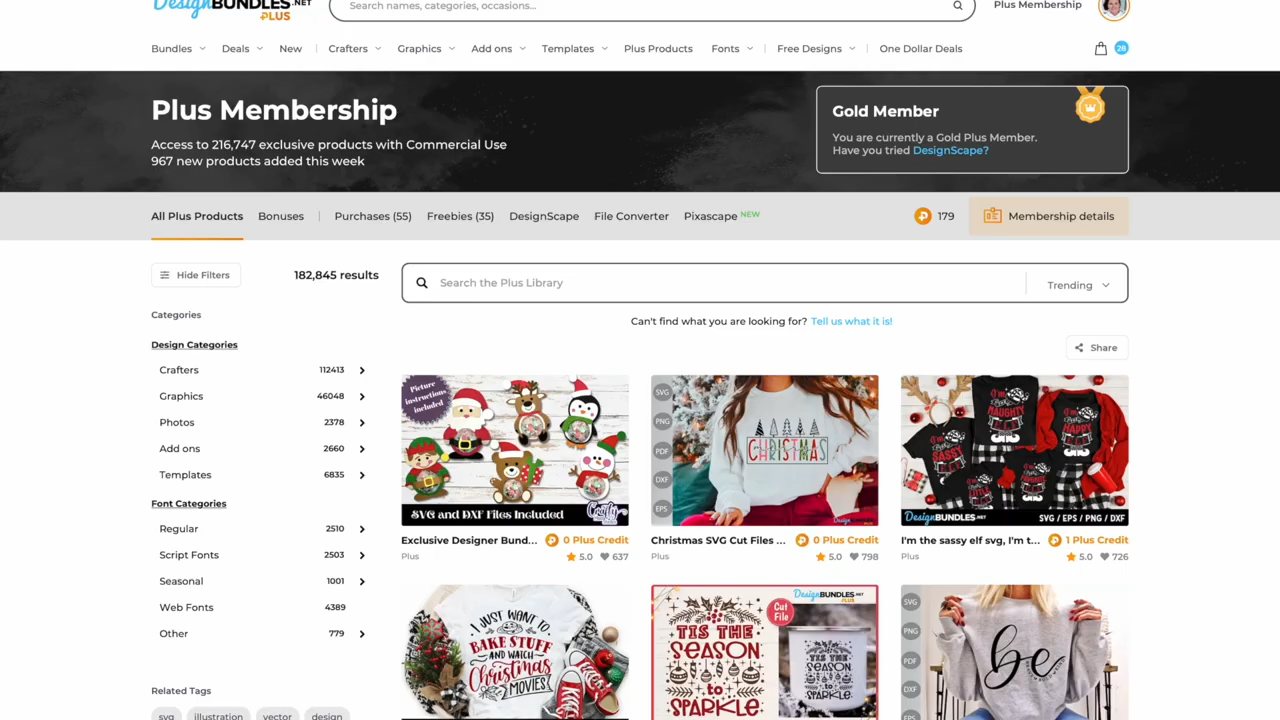 DesignBUNDLES.NET
PLUS
Search names, categories, occasions...
Plus Membership
Bundles Deals New Crafters Graphics Add ons Templates Plus Products Fonts Free Designs One Dollar Deals 28
Plus Membership
Access to 216,747 exclusive products with Commercial Use
967 new products added this week
Gold Member
You are currently a Gold Plus Member.
Have you tried DesignScape?
All Plus Products Bonuses Purchases (55) Freebies (35) DesignScape File Converter Pixascape NEW 179 Membership details
Hide Filters 182,845 results
Search the Plus Library Trending
Can't find what you are looking for? Tell us what it is!
Share
Categories
Design Categories
Crafters 112413
Graphics 46048
Photos 2378
Add ons 2660
Templates 6835
Font Categories
Regular 2510
Script Fonts 2503
Seasonal 1001
Web Fonts 4389
Other 779
Related Tags
svg illustration vector design
Picture
instructions
included
SVG and DXF Files Included
Crafty
Exclusive Designer Bund... 0 Plus Credit
Plus 5.0 637
SVG
PNG
PDF
DXF
EPS
CHRISTMAS
Christmas SVG Cut Files ... 0 Plus Credit
Plus 5.0 798
DesignBUNDLES.NET SVG / EPS / PNG / DXF
I'm the sassy elf svg, I'm t... 1 Plus Credit
Plus 5.0 726
I JUST WANT TO
BAKE STUFF
AND WATCH
Christmas
MOVIES
DesignBUNDLES.NET
PLUS
Cut
File
TIS THE
SEASON
to
SPARKLE
TIS THE
SEASON
to
SPARKLE
SVG
PNG
PDF
DXF
EPS
be